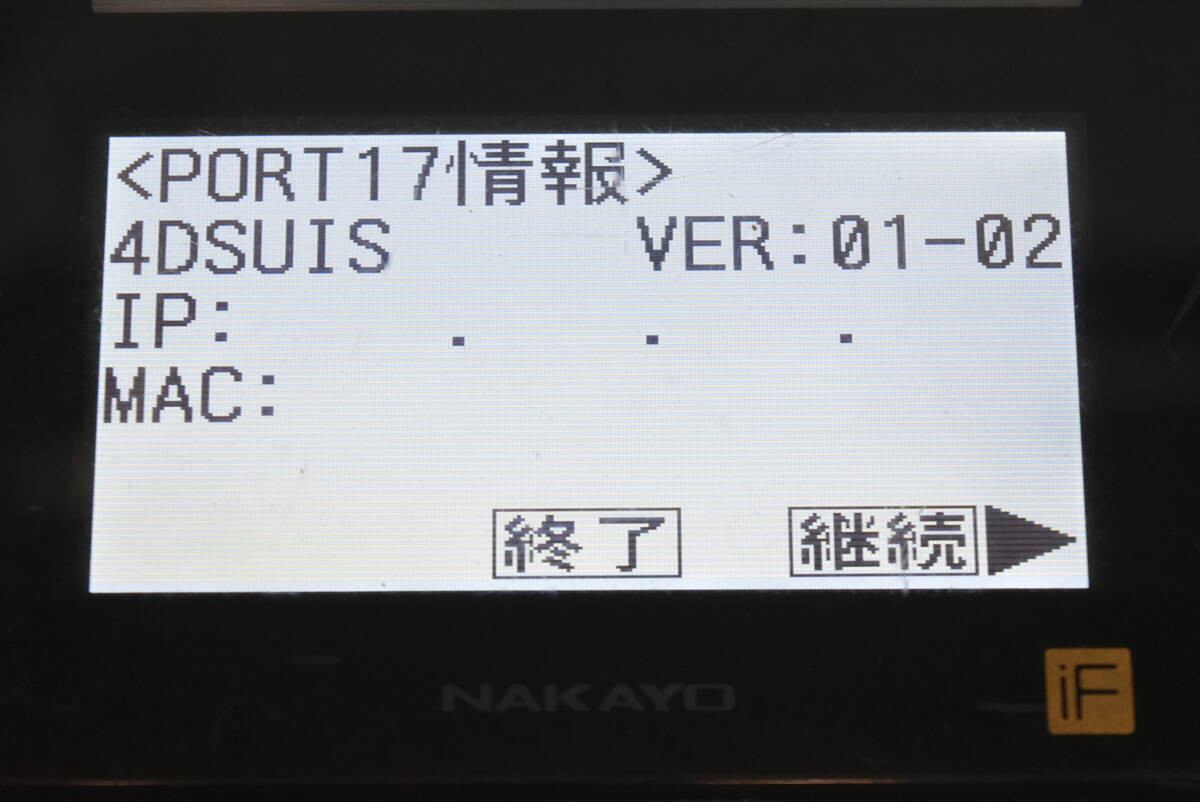 <PORT17情報>
4DSUIS VER:01-02
IP: . . .
MAC:
終了 継続
NAKAYO
iF